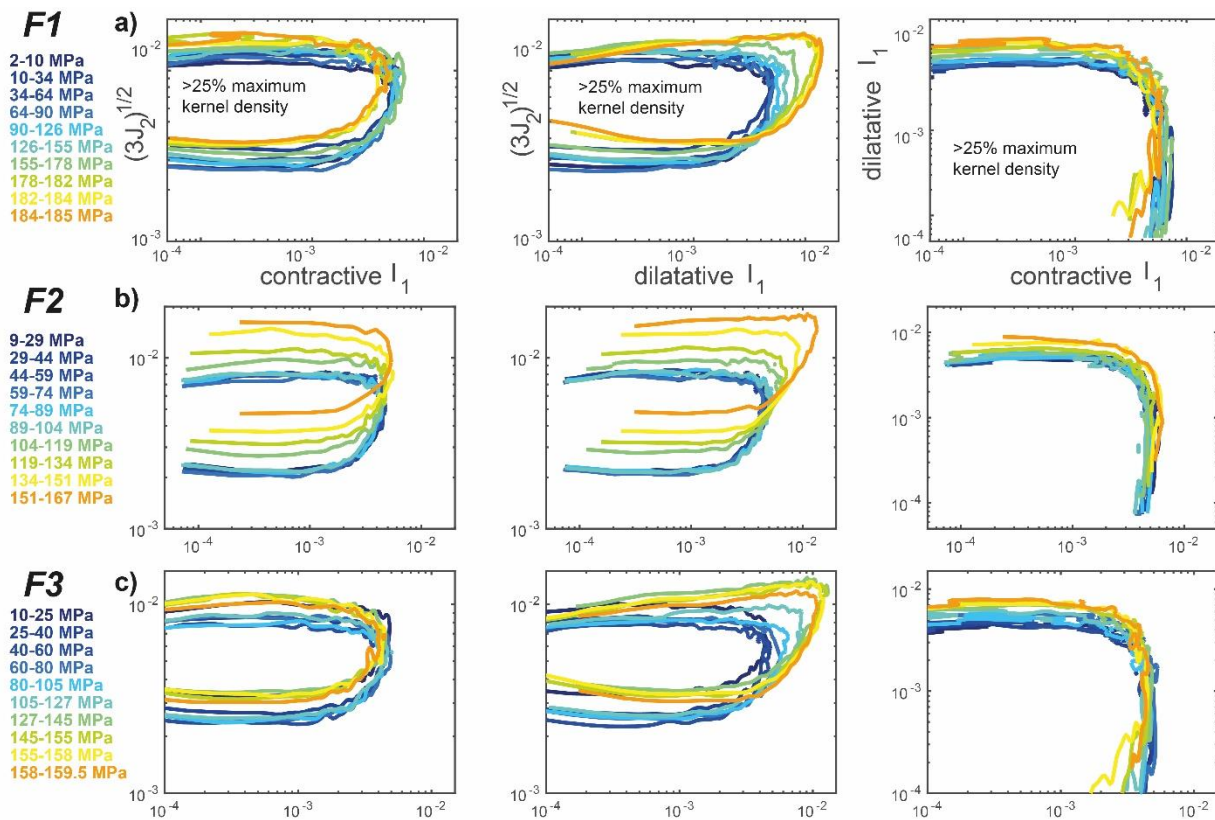 F1
2-10 MPa
10-34 MPa
34-64 MPa
64-90 MPa
90-126 MPa
126-155 MPa
155-178 MPa
178-182 MPa
182-184 MPa
184-185 MPa
a)
10⁻²
(3J₂)^1/2
10⁻³
>25% maximum
kernel density
10⁻⁴ 10⁻³ 10⁻²
contractive I₁
10⁻²
(3J₂)^1/2
10⁻³
>25% maximum
kernel density
10⁻⁴ 10⁻³ 10⁻²
dilatative I₁
10⁻²
dilatative I₁
10⁻³
10⁻⁴
>25% maximum
kernel density
10⁻⁴ 10⁻³ 10⁻²
contractive I₁
F2
9-29 MPa
29-44 MPa
44-59 MPa
59-74 MPa
74-89 MPa
89-104 MPa
104-119 MPa
119-134 MPa
134-151 MPa
151-167 MPa
b)
10⁻²
10⁻³
10⁻⁴ 10⁻³ 10⁻²
10⁻²
10⁻³
10⁻⁴ 10⁻³ 10⁻²
10⁻²
10⁻³
10⁻⁴
10⁻⁴ 10⁻³ 10⁻²
F3
10-25 MPa
25-40 MPa
40-60 MPa
60-80 MPa
80-105 MPa
105-127 MPa
127-145 MPa
145-155 MPa
155-158 MPa
158-159.5 MPa
c)
10⁻²
10⁻³
10⁻⁴ 10⁻³ 10⁻²
10⁻²
10⁻³
10⁻⁴ 10⁻³ 10⁻²
10⁻²
10⁻³
10⁻⁴
10⁻⁴ 10⁻³ 10⁻²